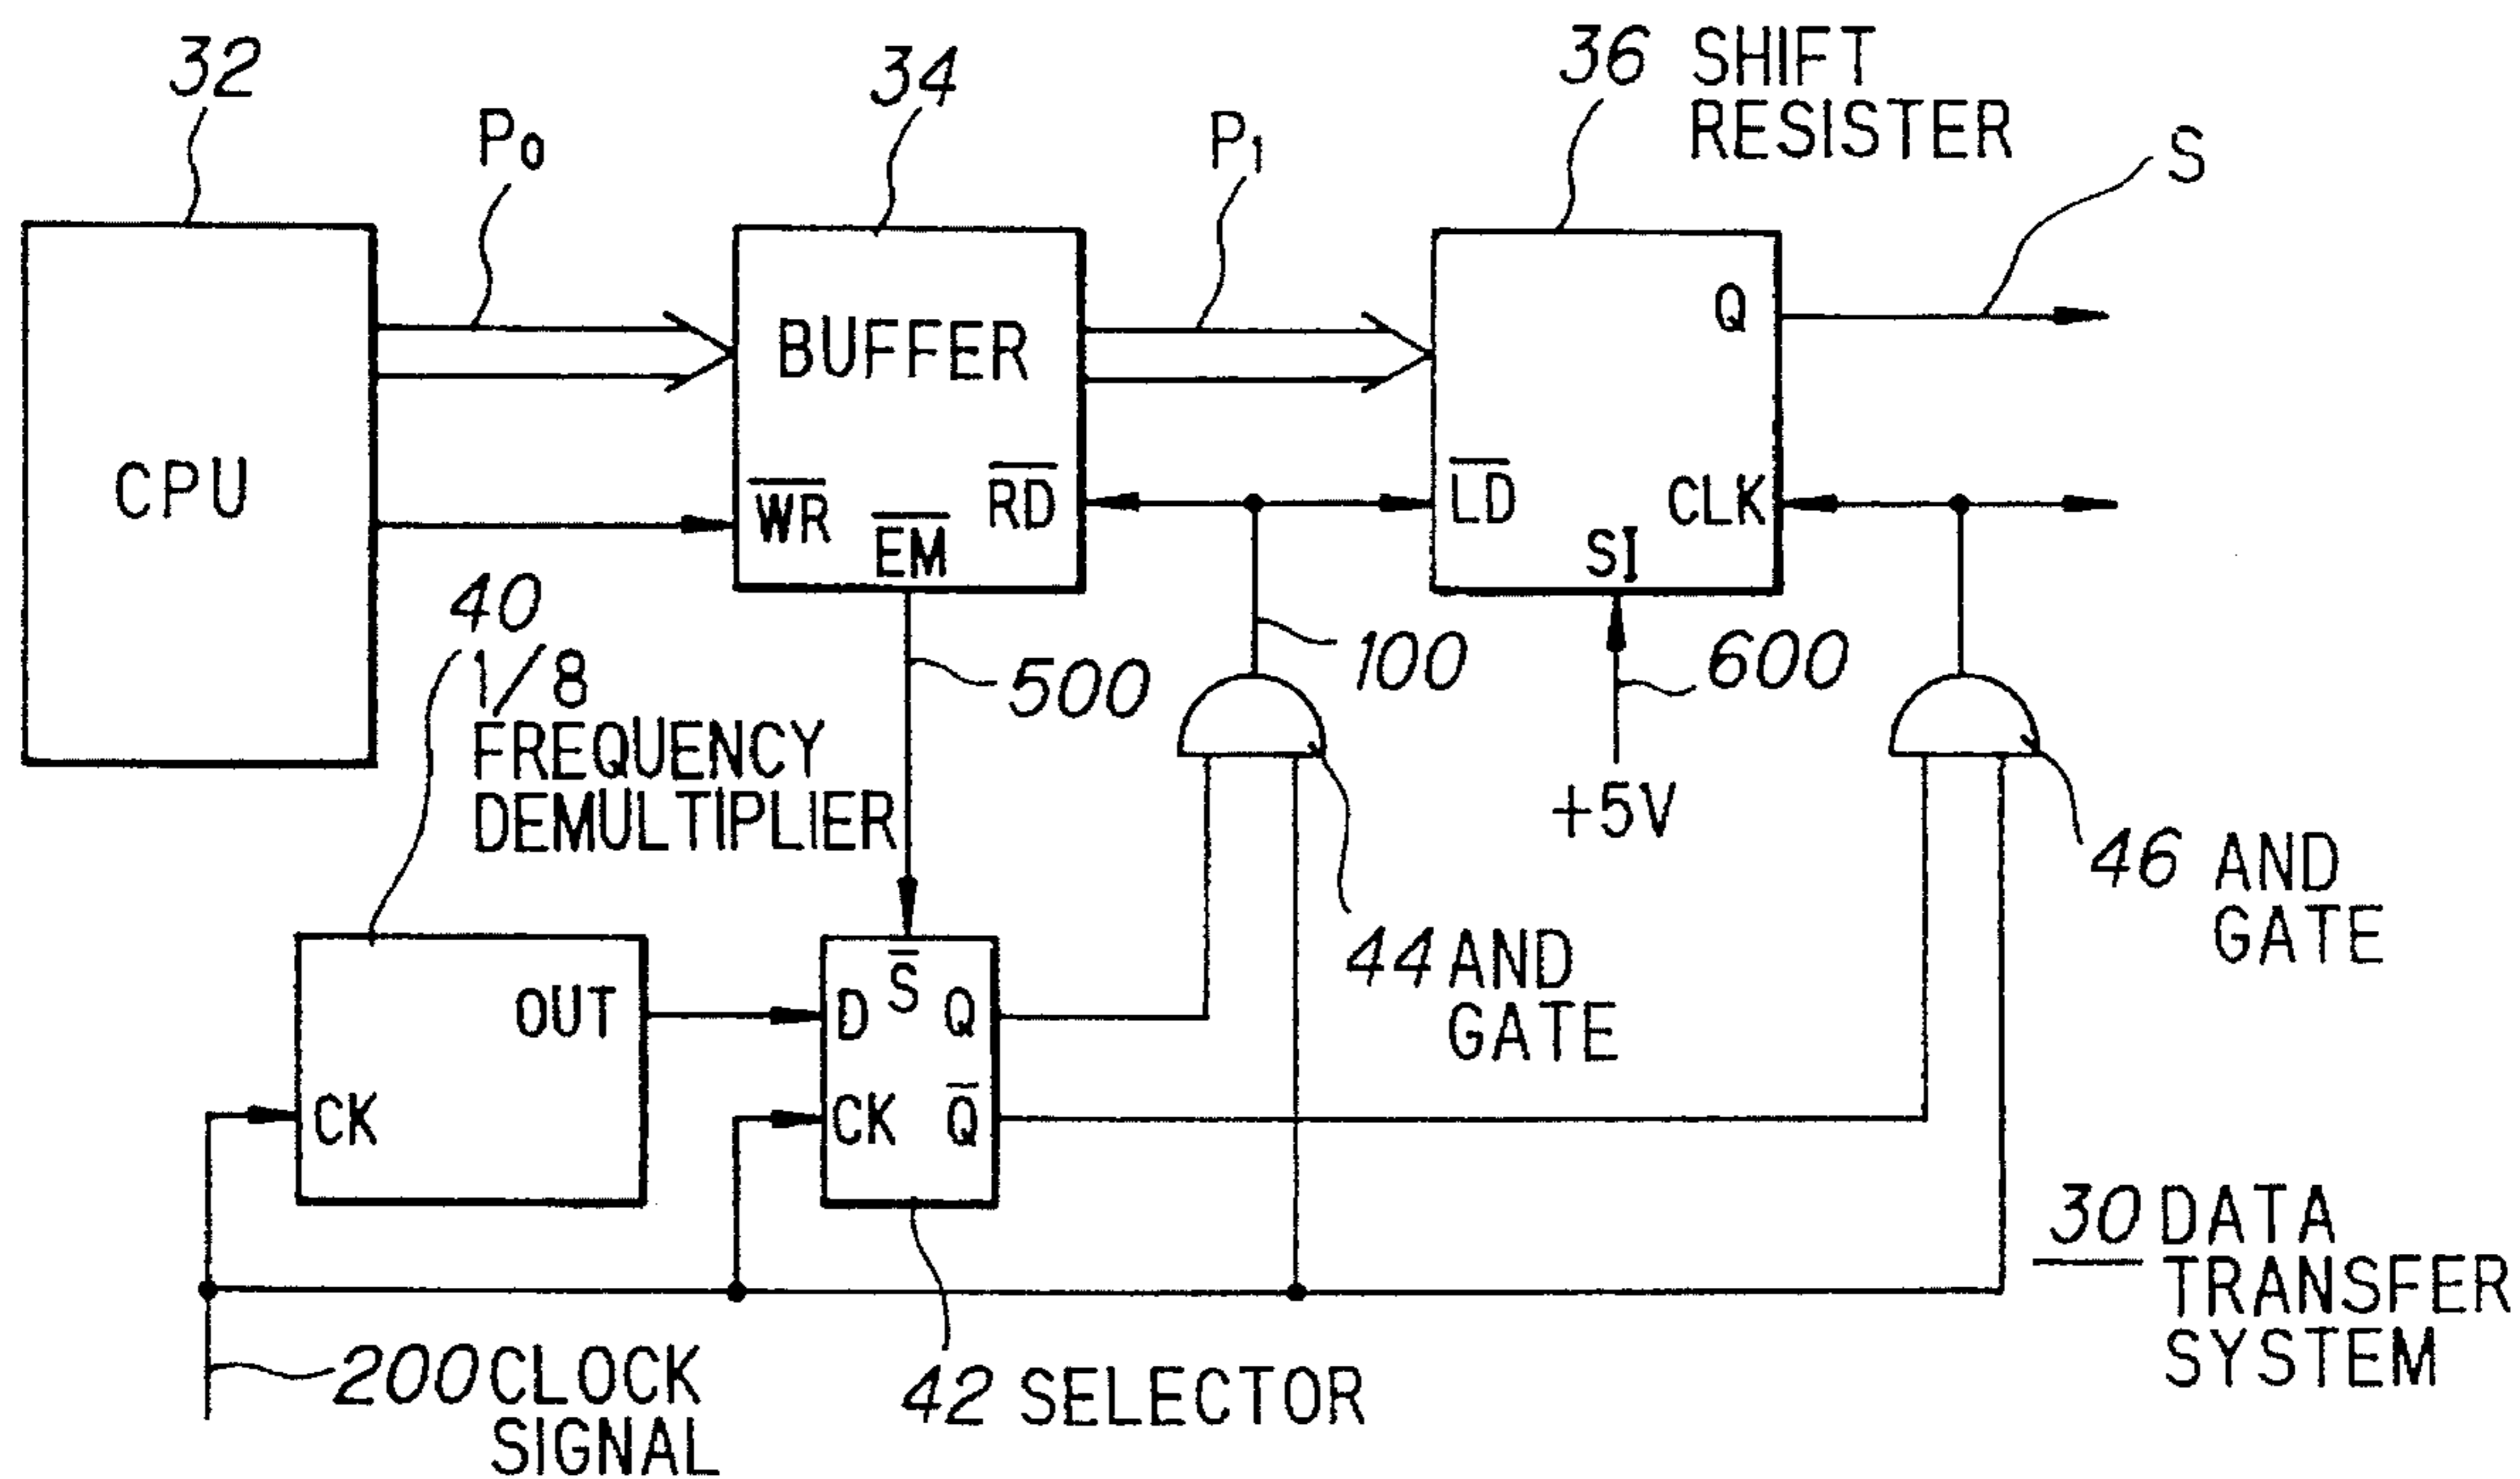 32
P0
34
P1
36 SHIFT
RESISTER
S
CPU
BUFFER
WR
EM
RD
Q
LD
CLK
SI
40
1/8
FREQUENCY
DEMULTIPLIER
500
100
600
+5V
46 AND
GATE
44 AND
GATE
OUT
CK
S
D
Q
CK
Q
30 DATA
TRANSFER
SYSTEM
200 CLOCK
SIGNAL
42 SELECTOR